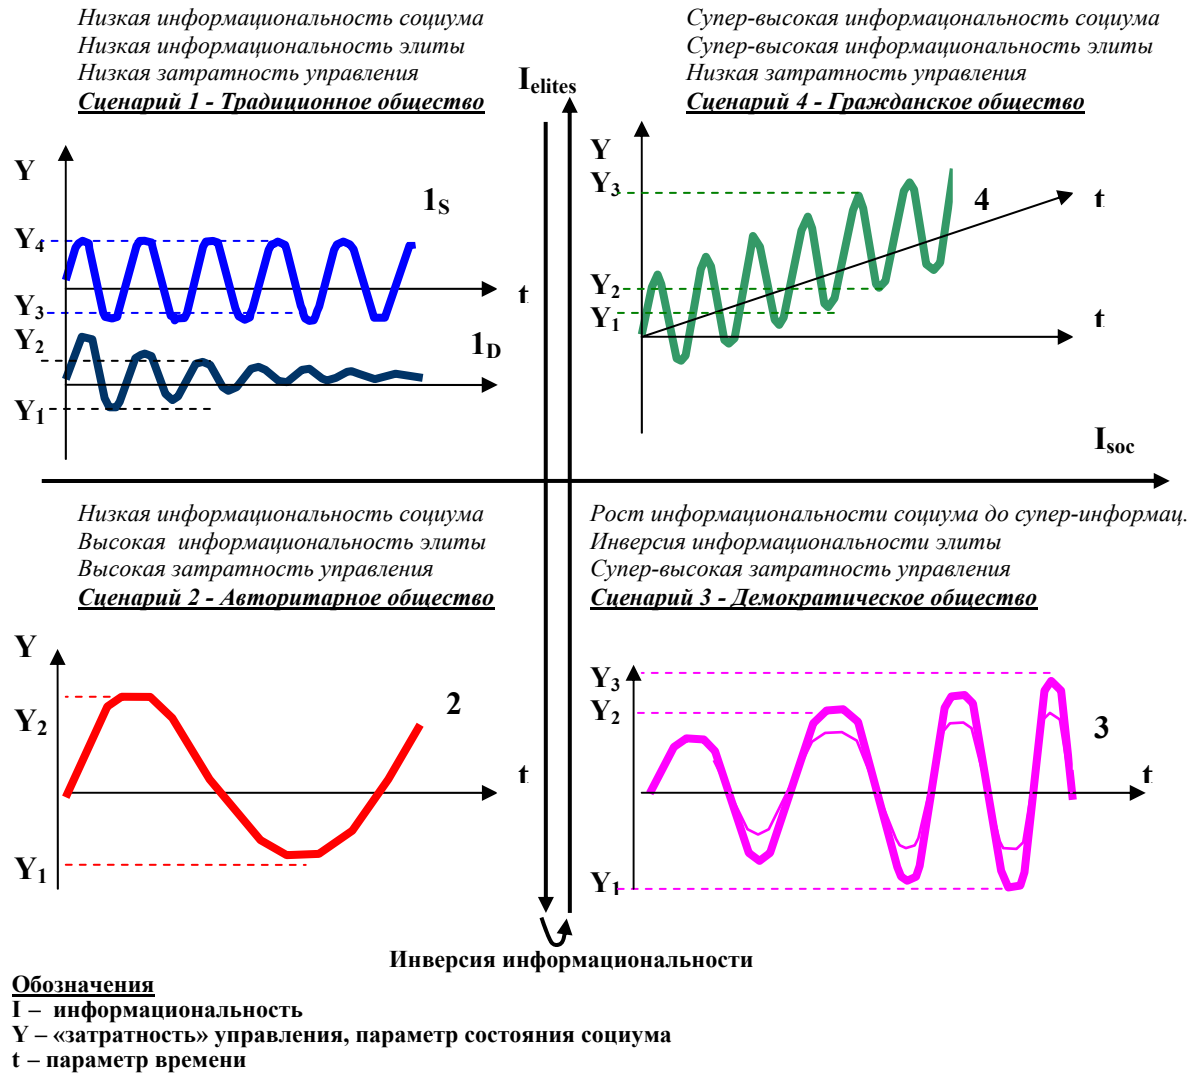 Низкая информациональность социума
Низкая информациональность элиты
Низкая затратность управления
Сценарий 1 - Традиционное общество
I elites
Супер-высокая информацональность социума
Супер-высокая информациональность элиты
Низкая затратность управления
Сценарий 4 - Гражданское общество
Y
1S
Y4
t
Y3
Y2
1D
Y1
Y
Y3
4
t
Y2
Y1
t
Isoc
Низкая информациональность социума
Высокая информациональность элиты
Высокая затратность управления
Сценарий 2 - Авторитарное общество
Рост информациональности социума до супер-информац.
Инверсия информациональности элиты
Супер-высокая затратность управления
Сценарий 3 - Демократическое общество
Y
2
Y2
t
Y1
Y3
Y2
3
t
Y1
Инверсия информациональности
Обозначения
I – информациональность
Y – «затратность» управления, параметр состояния социума
t – параметр времени